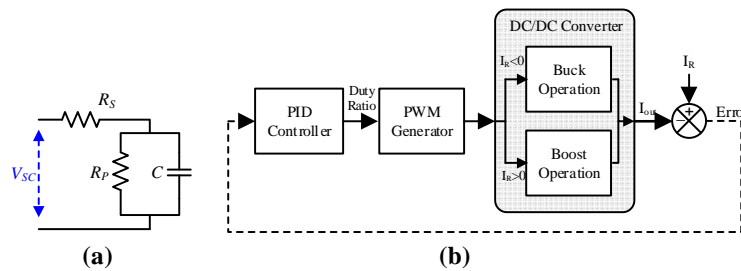 R_S
R_P
C
V_SC
(a)
DC/DC Converter
I_R<0
Buck
Operation
I_R
Duty
Ratio
PID
Controller
PWM
Generator
I_out
+
−
Erro
I_R>0
Boost
Operation
(b)